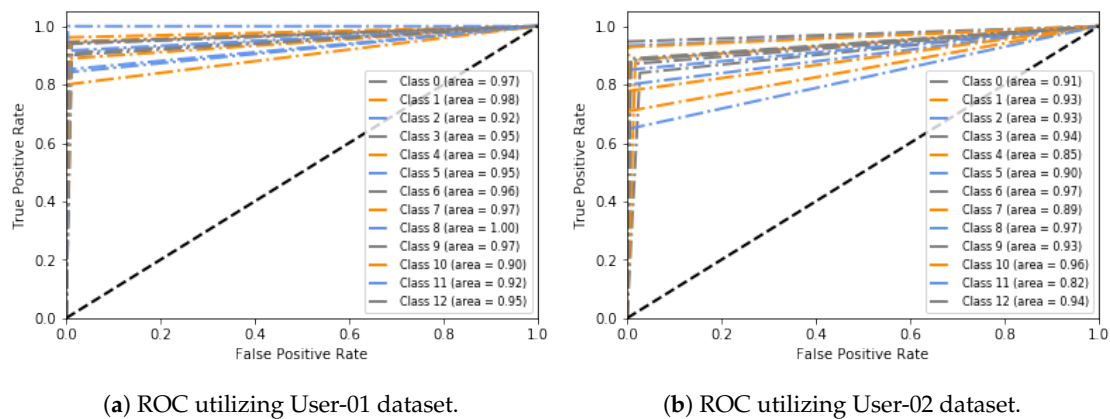 1.0
0.8
0.6
0.4
0.2
0.0
True Positive Rate
Class 0 (area = 0.97)
Class 1 (area = 0.98)
Class 2 (area = 0.92)
Class 3 (area = 0.95)
Class 4 (area = 0.94)
Class 5 (area = 0.95)
Class 6 (area = 0.96)
Class 7 (area = 0.97)
Class 8 (area = 1.00)
Class 9 (area = 0.97)
Class 10 (area = 0.90)
Class 11 (area = 0.92)
Class 12 (area = 0.95)
0.0 0.2 0.4 0.6 0.8 1.0
False Positive Rate
(a) ROC utilizing User-01 dataset.
1.0
0.8
0.6
0.4
0.2
0.0
True Positive Rate
Class 0 (area = 0.91)
Class 1 (area = 0.93)
Class 2 (area = 0.93)
Class 3 (area = 0.94)
Class 4 (area = 0.85)
Class 5 (area = 0.90)
Class 6 (area = 0.97)
Class 7 (area = 0.89)
Class 8 (area = 0.97)
Class 9 (area = 0.93)
Class 10 (area = 0.96)
Class 11 (area = 0.82)
Class 12 (area = 0.94)
0.0 0.2 0.4 0.6 0.8 1.0
False Positive Rate
(b) ROC utilizing User-02 dataset.